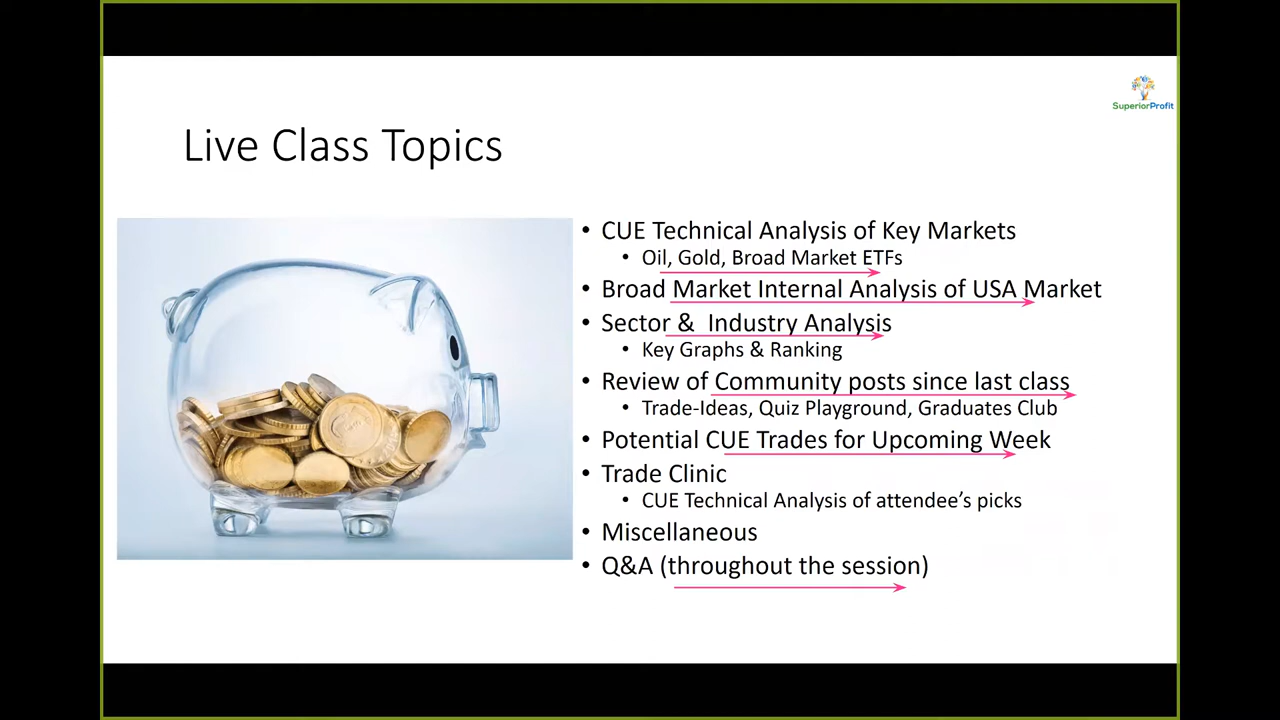 SuperiorProfit
Live Class Topics
• CUE Technical Analysis of Key Markets
• Oil, Gold, Broad Market ETFs
• Broad Market Internal Analysis of USA Market
• Sector & Industry Analysis
• Key Graphs & Ranking
• Review of Community posts since last class
• Trade-Ideas, Quiz Playground, Graduates Club
• Potential CUE Trades for Upcoming Week
• Trade Clinic
• CUE Technical Analysis of attendee's picks
• Miscellaneous
• Q&A (throughout the session)